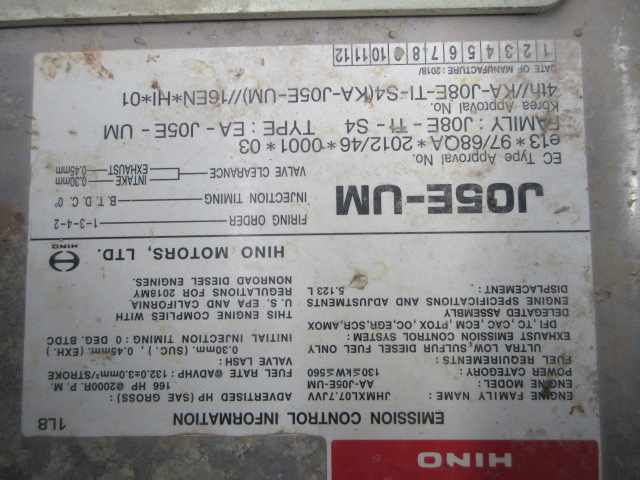 HINO
EMISSION CONTROL INFORMATION
1L8
ENGINE FAMILY NAME : JHMXL07.7JVV
ENGINE MODEL: AA-J05E-UM
POWER CATEGORY: 130≤KW≤560
FUEL REQUIREMENTS:
ULTRA LOW SULFUR DIESEL FUEL ONLY
EXHAUST EMISSION CONTROL SYSTEM:
DFI, TC, CAC, ECM, PTOX, OC, EGR, SCR, AMOX
DELEGATED ASSEMBLY
ENGINE SPECIFICATIONS AND ADJUSTMENTS
DISPLACEMENT : 5.123 L
ADVERTISED HP (SAE GROSS) :
166 HP @2000R. P. M.
FUEL RATE @ADVHP : 132.0±3.0mm³/STROKE
VALVE LASH:
0.30mm (SUC. ), 0.45mm (EXH. )
INITIAL INJECTION TIMING 0 DEG. BTDC
THIS ENGINE COMPLIES WITH
U. S. EPA AND CALIFORNIA
REGULATIONS FOR 2018MY
NONROAD DIESEL ENGINES.
HINO MOTORS, LTD.
HINO
J05E-UM
FIRING ORDER 1-3-4-2
INJECTION TIMING B. T. D. C. 0°
VALVE CLEARANCE INTAKE 0.30mm
EXHAUST 0.45mm
EC Type Approval No.
e13＊97/68QA＊2012/46＊0001＊03
FAMILY : J08E - TI - S4 TYPE : EA - J05E - UM
Korea Approval No.
4th//KA-J08E-TI-S4(KA-J05E-UM)//16EN*HI*01
DATE OF MANUFACTURE :2018/
1 2 3 4 5 6 7 8 10 11 12